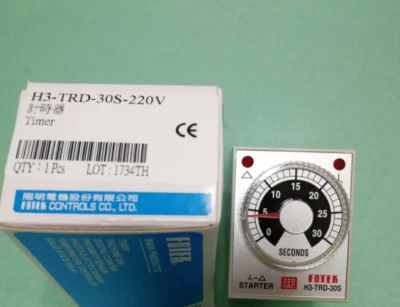 H3-TRD-30S-220V
計時器
Timer
CE
QTY : 1 Pcs LOT: 1734TH
陽明電機股份有限公司
FOTEK CONTROLS CO., LTD.
FOTEK
0 5 10 15 20 25 30
SECONDS
人-△
STARTER
220
VAC
FOTEK
H3-TRD-30S